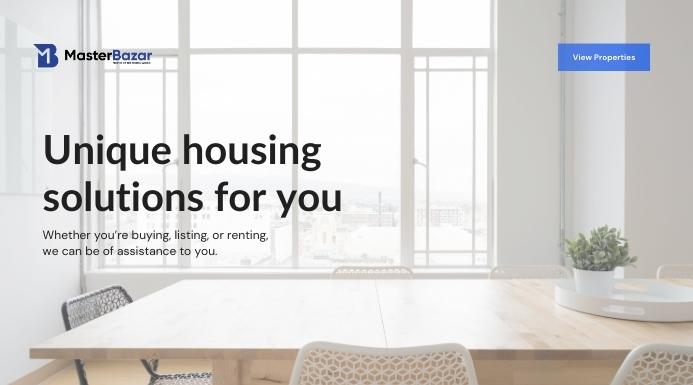 MasterBazar
View Properties
Unique housing
solutions for you
Whether you're buying, listing, or renting,
we can be of assistance to you.